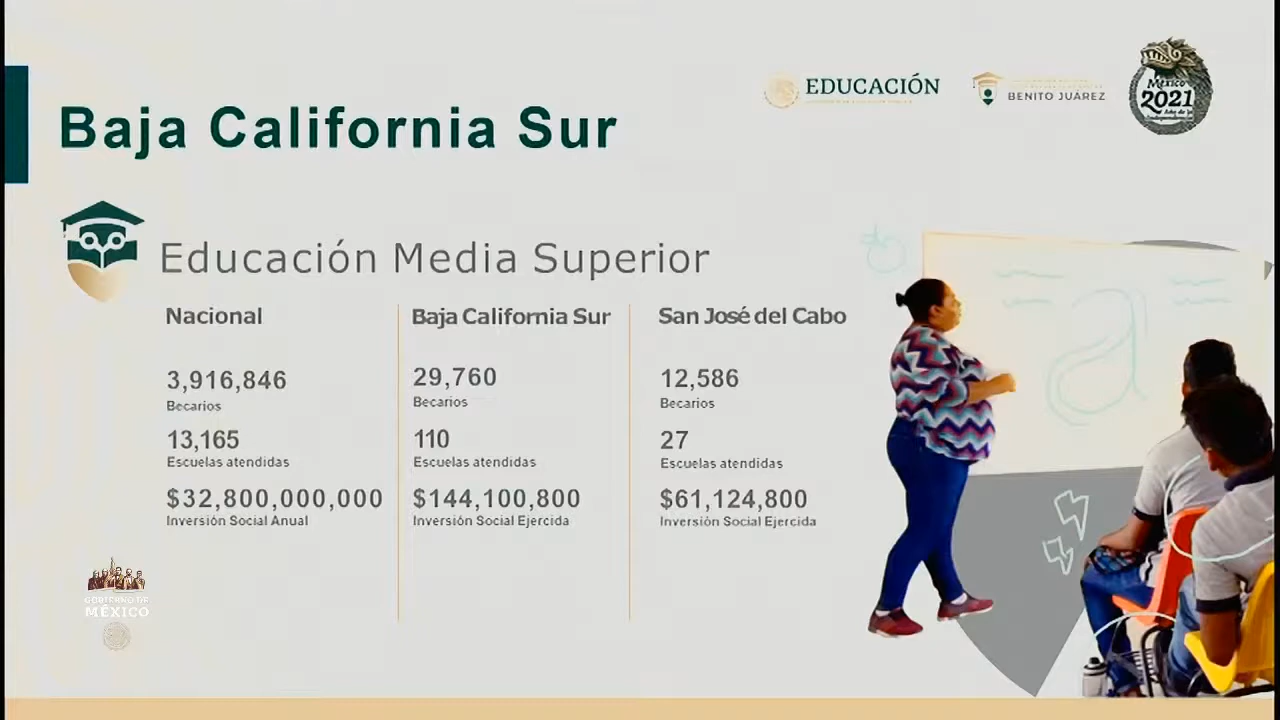 EDUCACIÓN
BENITO JUÁREZ
México
2021
Baja California Sur
Educación Media Superior
Nacional
3,916,846
Becarios
13,165
Escuelas atendidas
$32,800,000,000
Inversión Social Anual
Baja California Sur
29,760
Becarios
110
Escuelas atendidas
$144,100,800
Inversión Social Ejercida
San José del Cabo
12,586
Becarios
27
Escuelas atendidas
$61,124,800
Inversión Social Ejercida
a
GOBIERNO DE
MÉXICO